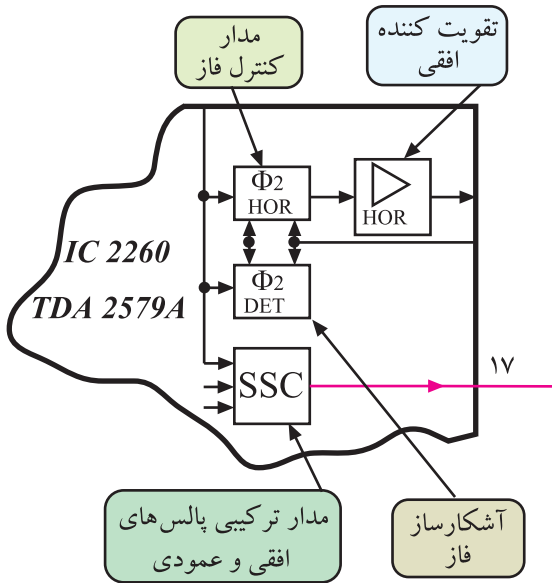 مدار
کنترل فاز
تقویت کننده
افقی
Φ2
HOR
HOR
IC 2260
TDA 2579A
Φ2
DET
SSC
۱۷
مدار ترکیبی پالس‌های
افقی و عمودی
آشکارساز
فاز